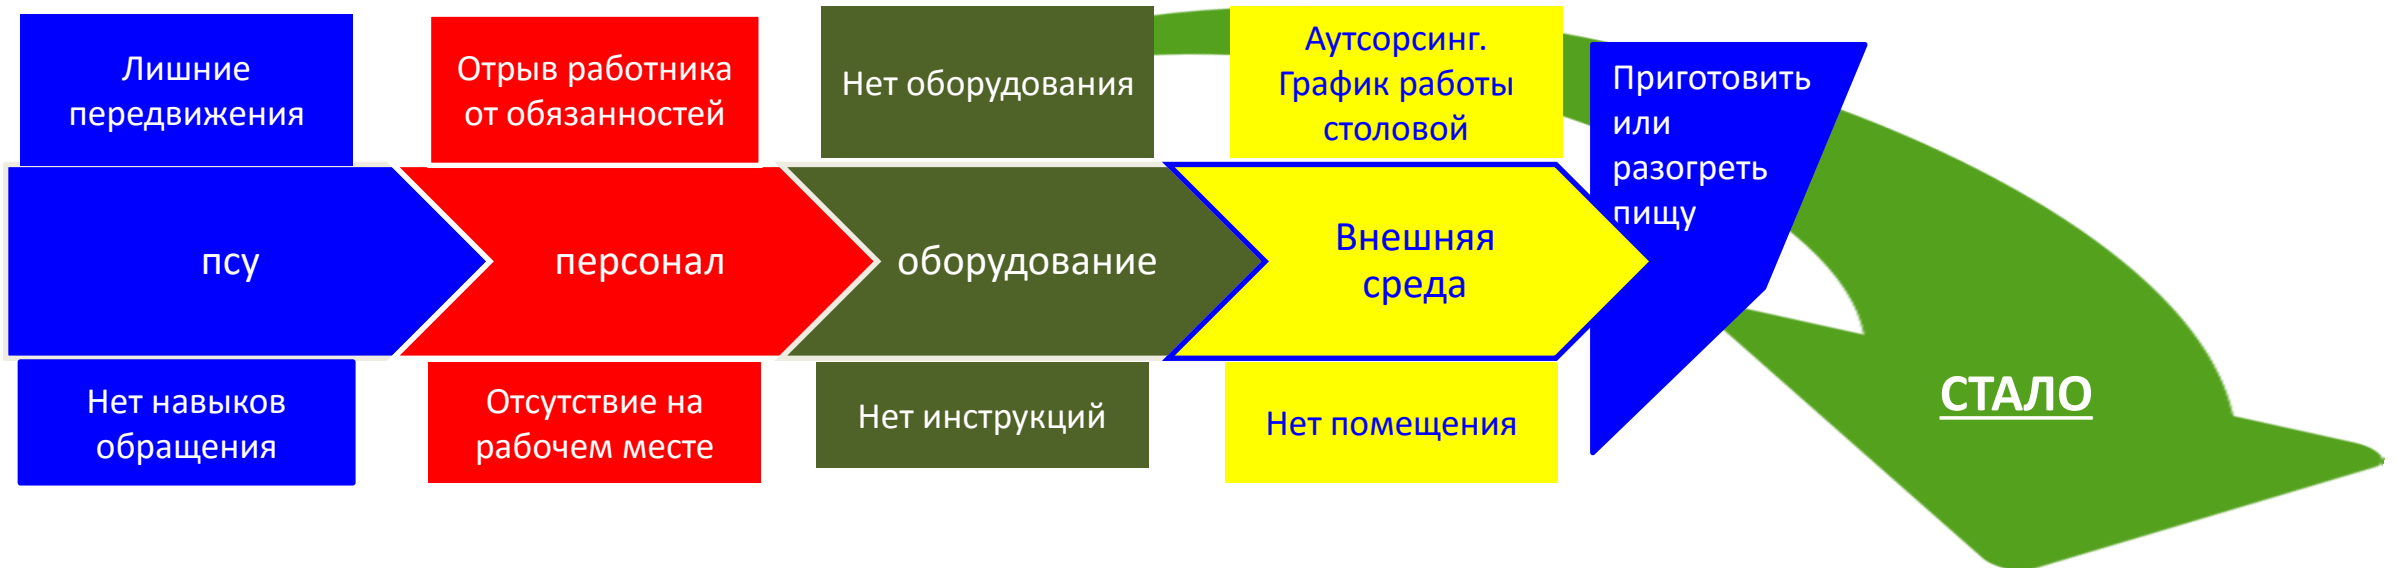 Лишние
передвижения
Отрыв работника
от обязанностей
Нет оборудования
Аутсорсинг.
График работы
столовой
Приготовить
или
разогреть
пищу
псу
персонал
оборудование
Внешняя
среда
Нет навыков
обращения
Отсутствие на
рабочем месте
Нет инструкций
Нет помещения
СТАЛО